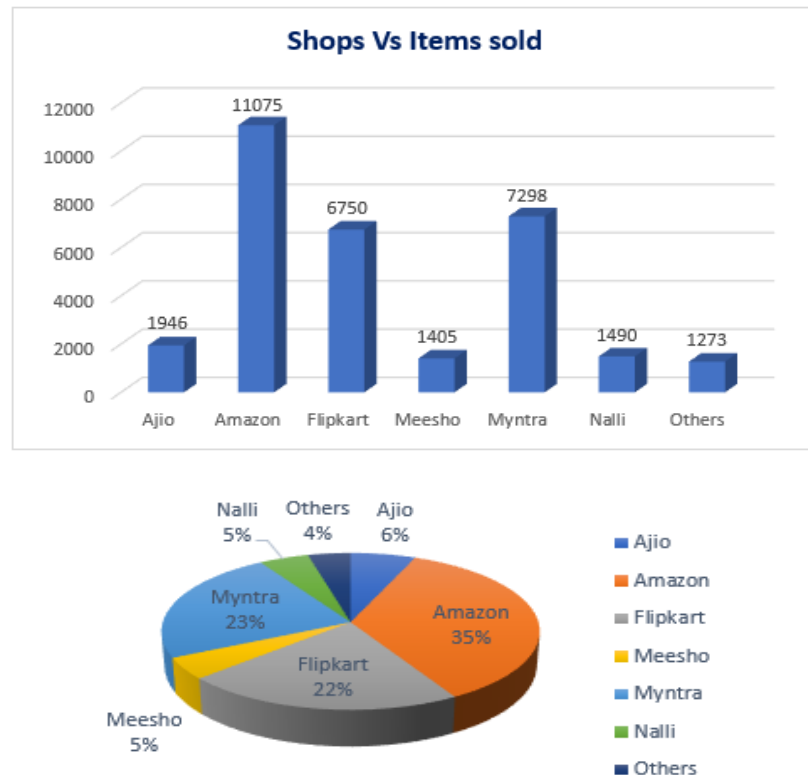 Shops Vs Items sold
12000
10000
8000
6000
4000
2000
0
1946
11075
6750
1405
7298
1490
1273
Ajio Amazon Flipkart Meesho Myntra Nalli Others
Nalli
5%
Others
4%
Ajio
6%
Myntra
23%
Amazon
35%
Flipkart
22%
Meesho
5%
Ajio
Amazon
Flipkart
Meesho
Myntra
Nalli
Others